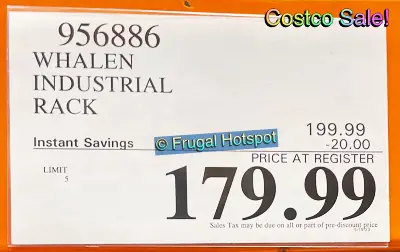 Costco Sale!
956886
WHALEN
INDUSTRIAL
RACK
199.99
Instant Savings
-20.00
© Frugal Hotspot
PRICE AT REGISTER
LIMIT
5
179.99
Sales Tax may be due on all or part of pre-discount price